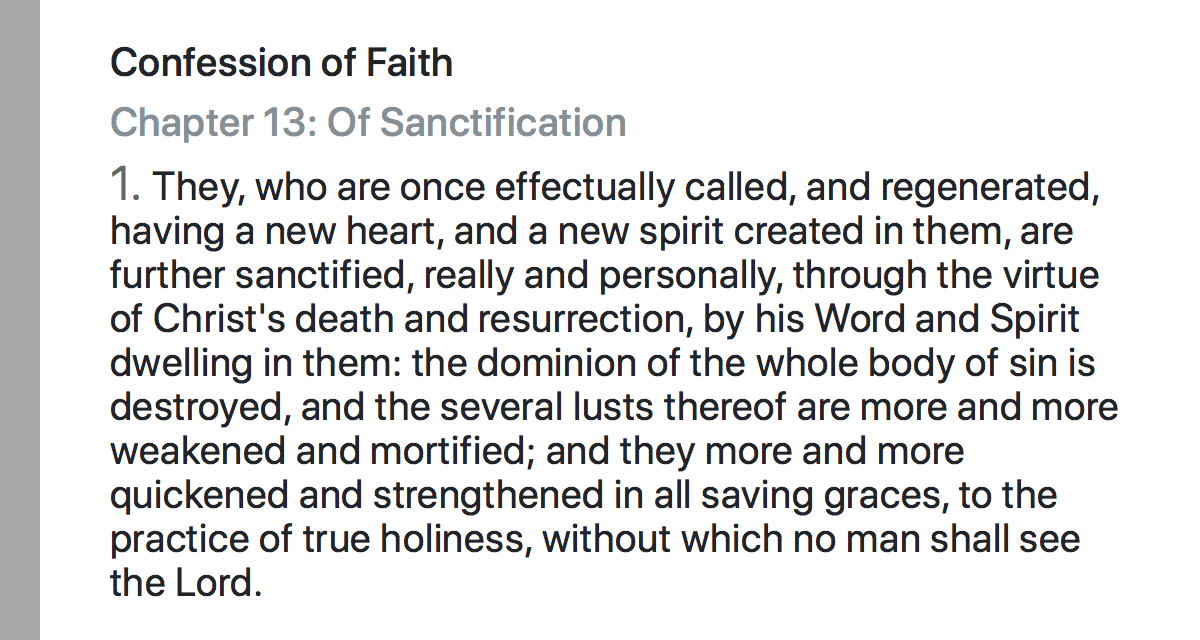 Confession of Faith
Chapter 13: Of Sanctification
1. They, who are once effectually called, and regenerated,
having a new heart, and a new spirit created in them, are
further sanctified, really and personally, through the virtue
of Christ's death and resurrection, by his Word and Spirit
dwelling in them: the dominion of the whole body of sin is
destroyed, and the several lusts thereof are more and more
weakened and mortified; and they more and more
quickened and strengthened in all saving graces, to the
practice of true holiness, without which no man shall see
the Lord.